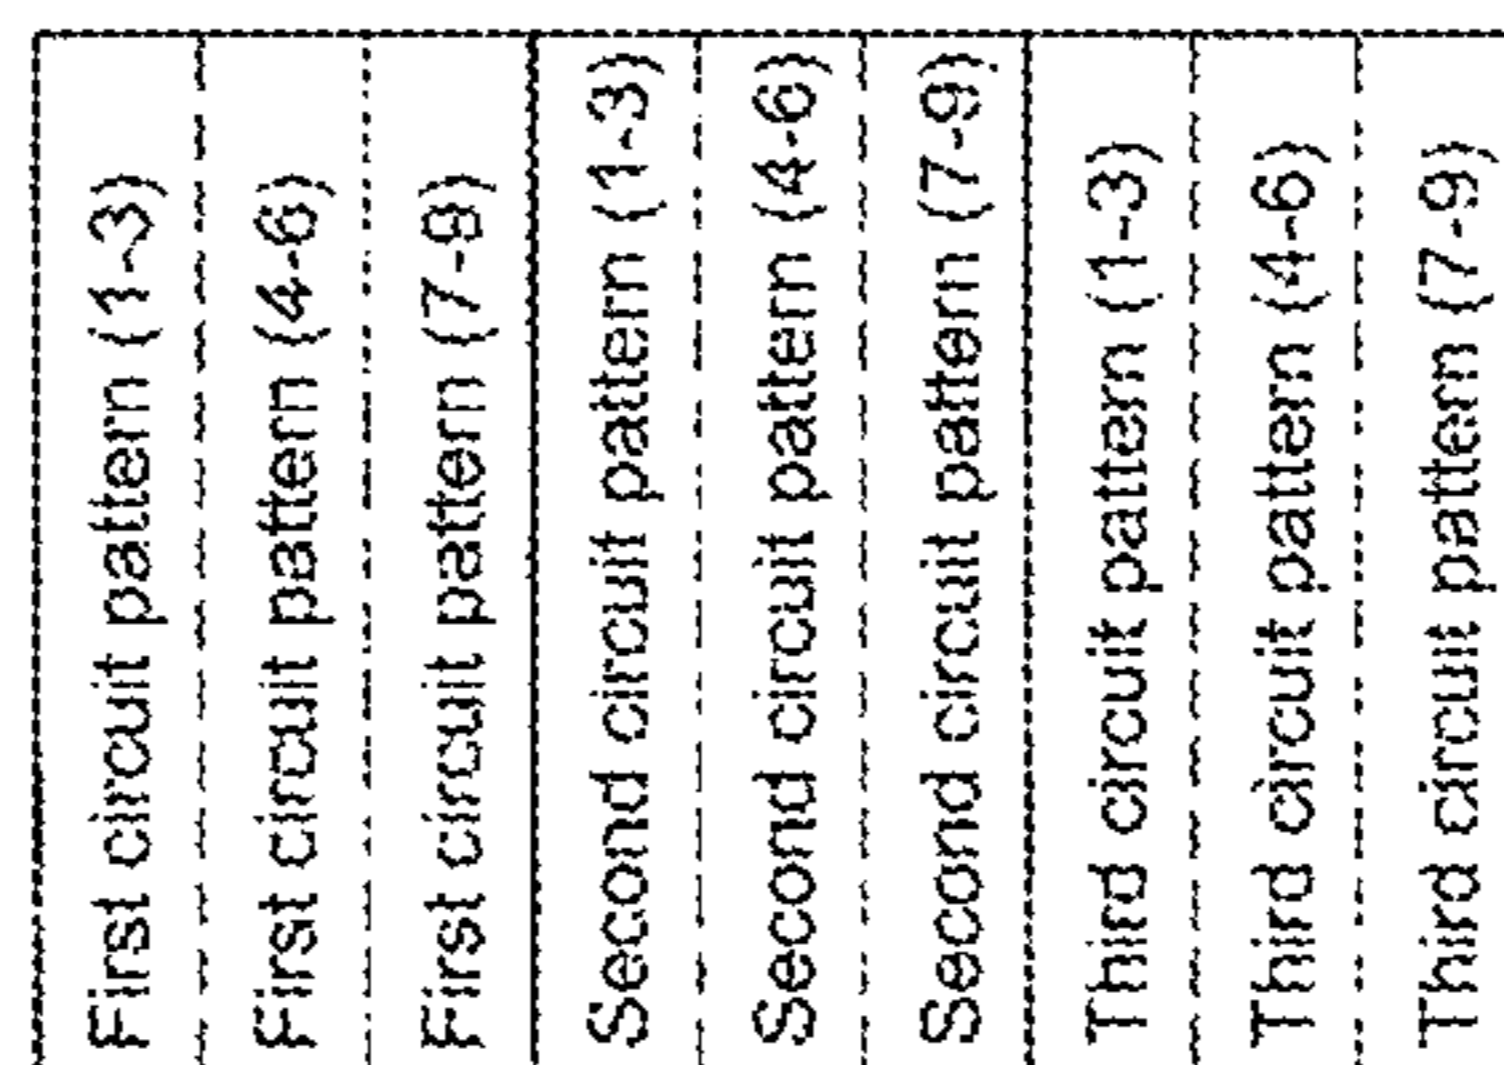 First circuit pattern (1-3)
First circuit pattern (4-6)
First circuit pattern (7-9)
Second circuit pattern (1-3)
Second circuit pattern (4-6)
Second circuit pattern (7-9)
Third circuit pattern (1-3)
Third circuit pattern (4-6)
Third circuit pattern (7-9)